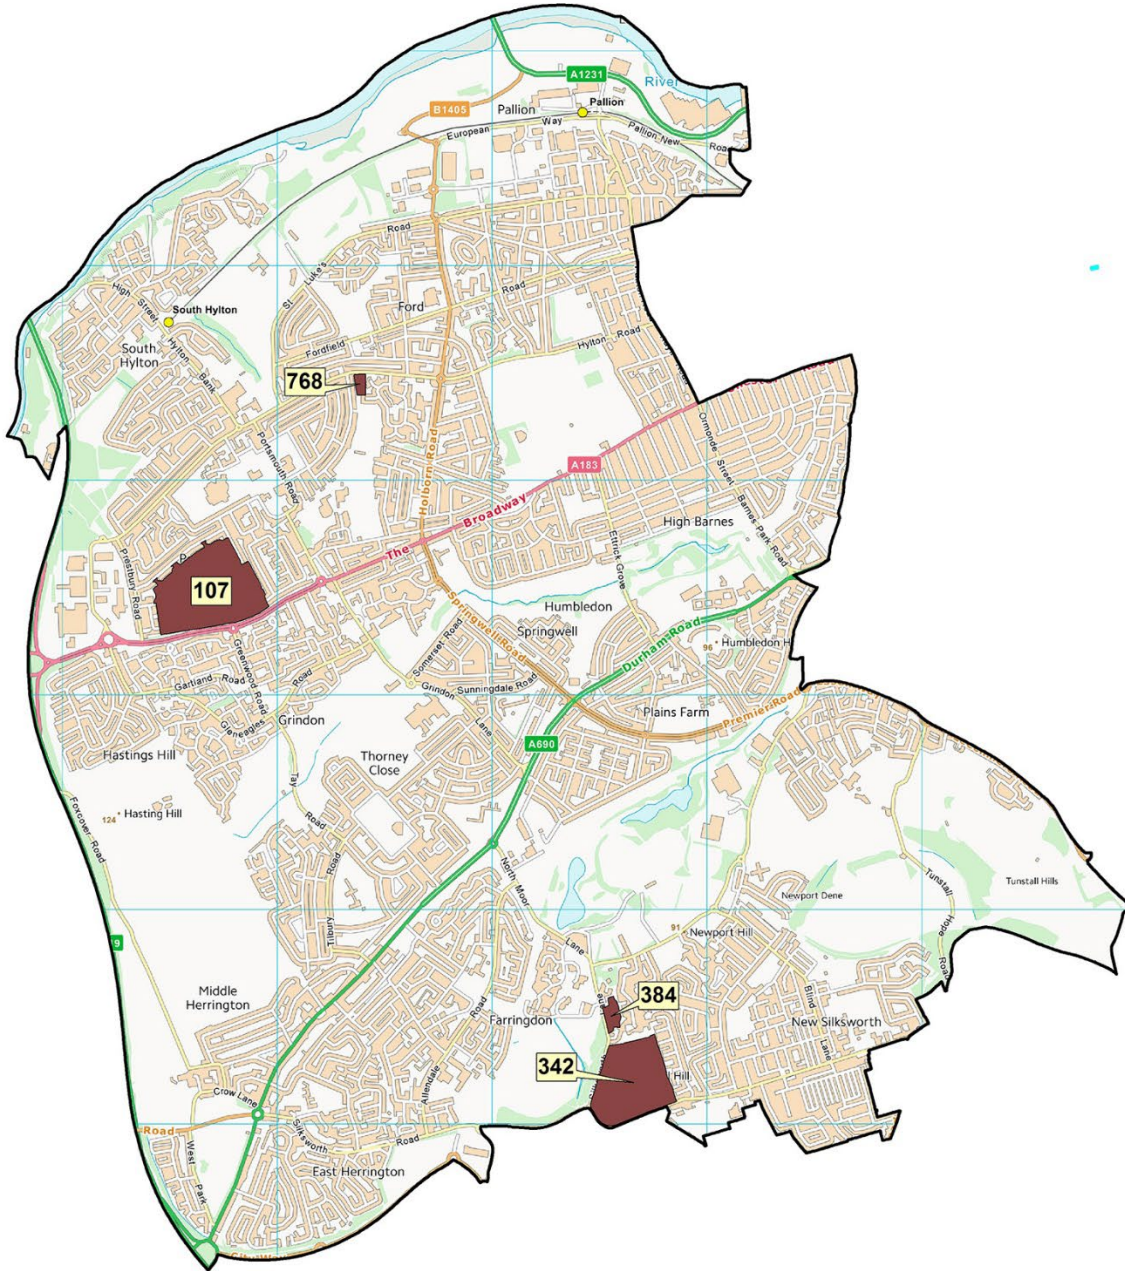 A1231
River
Pallion
Pallion
B1405
European Way
Pallion New Road
Road
St Luke's
High Street
South Hylton
Ford
Road
South
Hylton
Hylton Bank
Fordfield
Hylton Road
768
Portsmouth Road
Holborn Road
Ormonde Street
A183
The Broadway
High Barnes
Barnes Park Road
Ettrick Grove
Prestbury Road
107
Humbledon
Springwell
Springwell Road
Somerset Road
Durham Road
96
Humbledon H
Greenwood Road
Gartland Road
Road
Gleneagles
Grindon
Grindon
Lane
Sunningdale Road
Plains Farm
Premier Road
A690
Hastings Hill
Thorney
Close
Tay
Road
124
Hasting Hill
Foxcover Road
Tilbury
Road
North Moor
Lane
Tunstall Hills
Newport Dene
Tunstall
Hope
Road
91
Newport Hill
9
Middle
Herrington
384
Farringdon
Blind
Lane
New Silksworth
342
Hill
Allendale
Road
Crow Lane
Road
Silksworth
Road
West
Park
East Herrington
City Way